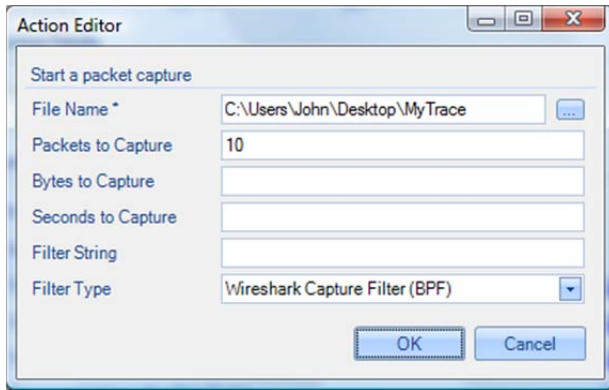 Action Editor
Start a packet capture
File Name *
C:\Users\John\Desktop\MyTrace
...
Packets to Capture
10
Bytes to Capture
Seconds to Capture
Filter String
Filter Type
Wireshark Capture Filter (BPF)
OK
Cancel